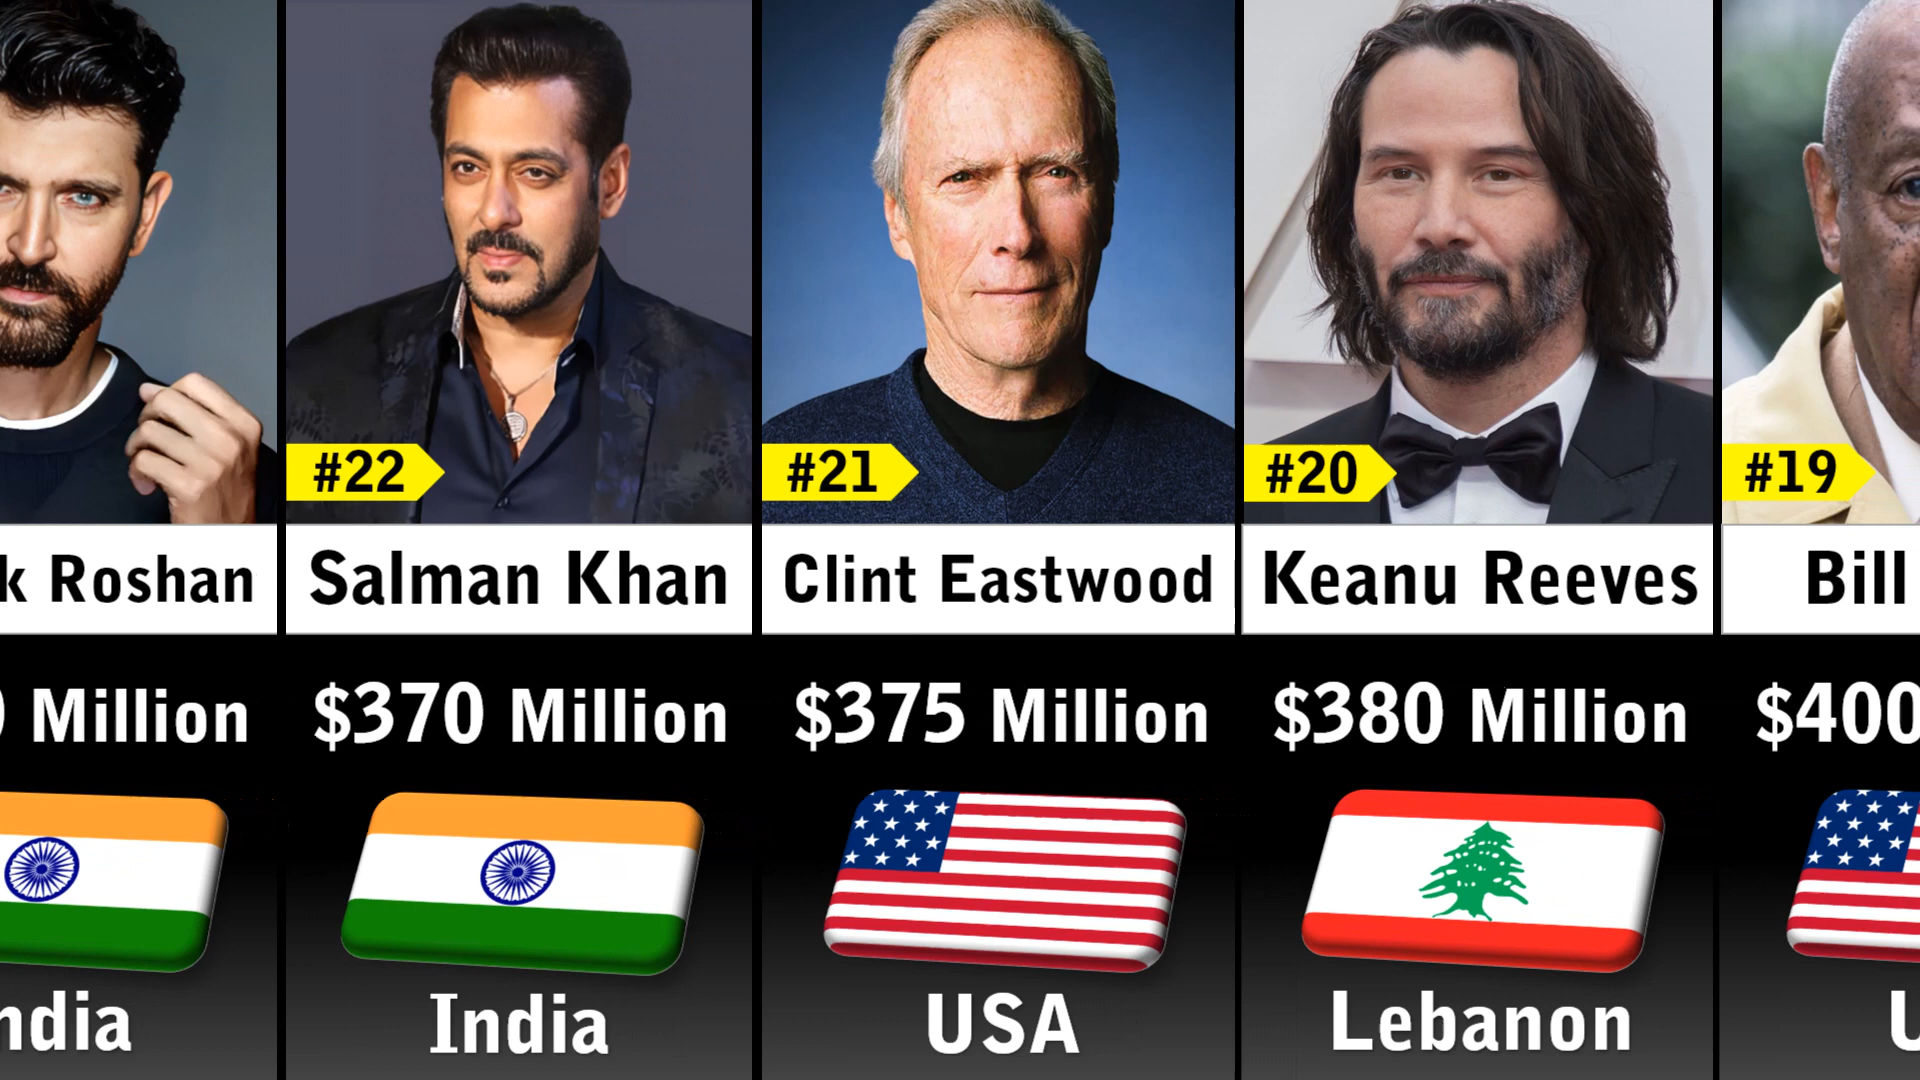 #22
#21
#20
#19
k Roshan
Salman Khan
Clint Eastwood
Keanu Reeves
Bill
Million
$370 Million
$375 Million
$380 Million
$400
ndia
India
USA
Lebanon
U